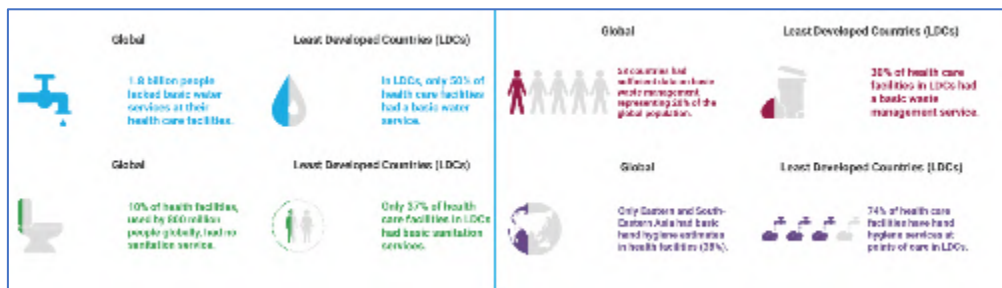 Global
Least Developed Countries (LDCs)
1.8 billion people
lacked basic water
services at their
health care facilities.
In LDCs, only 50% of
health care facilities
had a basic water
service.
Global
Least Developed Countries (LDCs)
10% of health facilities,
used by 800 million
people globally, had no
sanitation service.
Only 37% of health
care facilities in LDCs
had basic sanitation
services.
Global
Least Developed Countries (LDCs)
countries had
sufficient data on basic
waste management
representing of the
global population.
30% of health care
facilities in LDCs had
a basic waste
management service.
Global
Least Developed Countries (LDCs)
Only Eastern and South-
Eastern Asia had basic
hand hygiene estimates
in health facilities
74% of health care
facilities have hand
hygiene services at
points of care in LDCs.